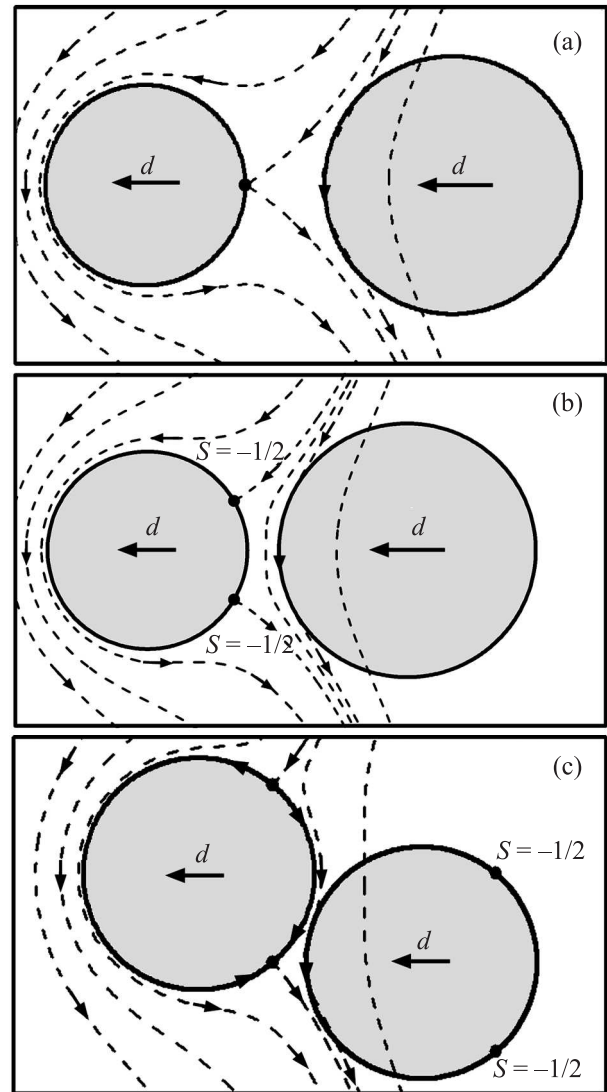 (a)
d
d
(b)
S = –1/2
d
d
S = –1/2
(c)
S = –1/2
d
d
S = –1/2